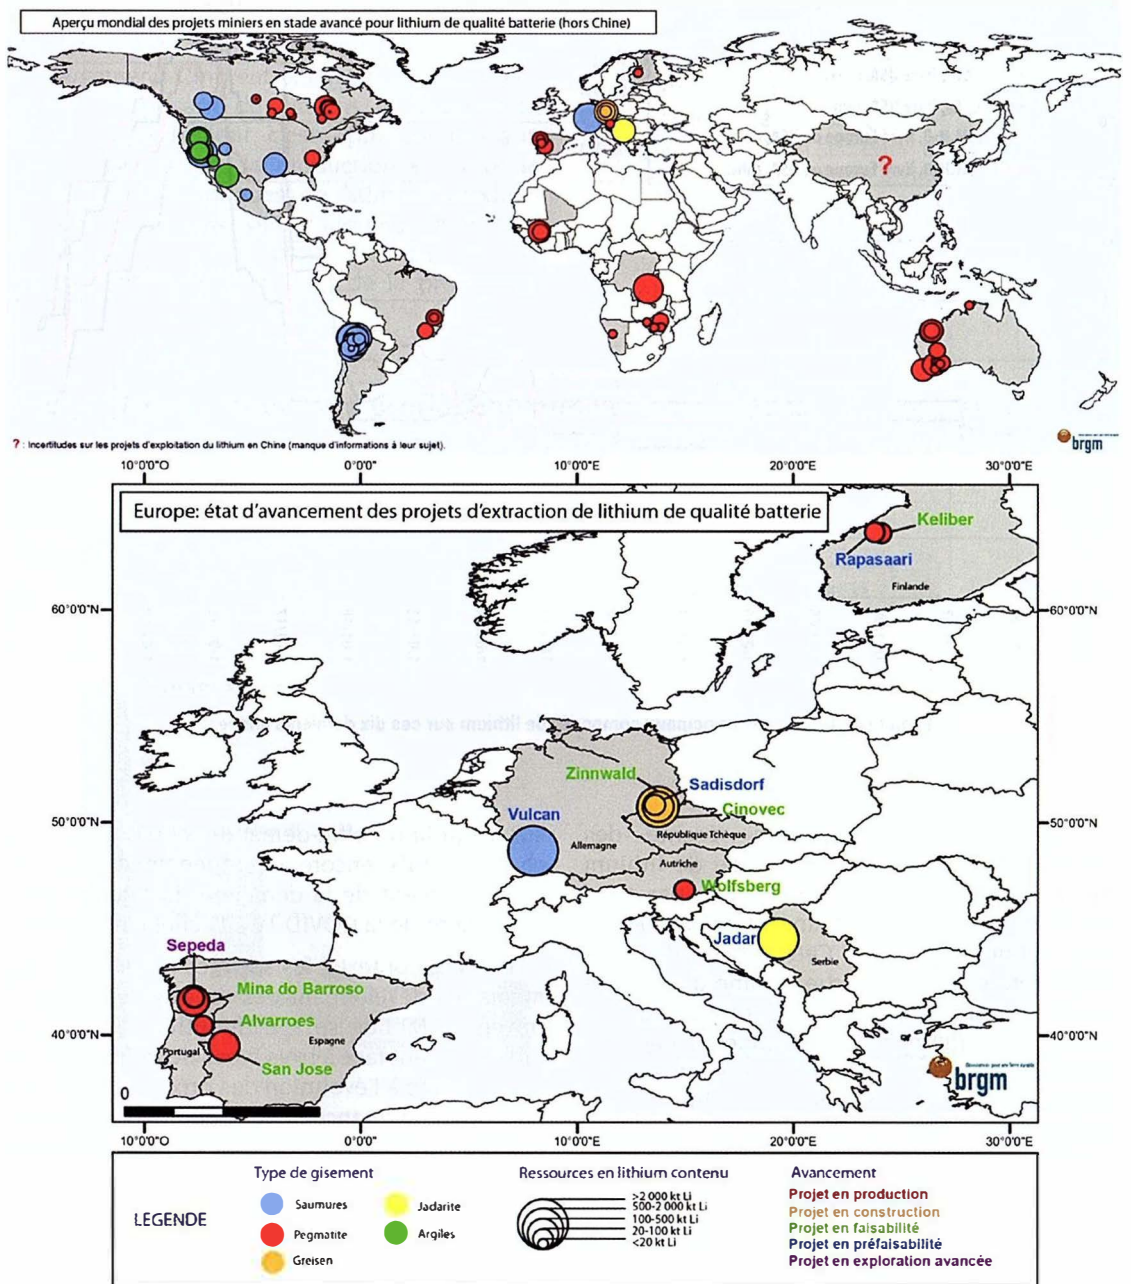 Aperçu mondial des projets miniers en stade avancé pour lithium de qualité batterie (hors Chine)
?
? : Incertitudes sur les projets d'exploitation du lithium en Chine (manque d'informations à leur sujet).
brgm
10°0'0"O 0°0'0" 10°0'0"E 20°0'0"E 30°0'0"E
Europe: état d'avancement des projets d'extraction de lithium de qualité batterie
Keliber
Rapasaari
Finlande
60°0'0"N 60°0'0"N
Zinnwald
Sadisdorf
Cinovec
Vulcan
50°0'0"N 50°0'0"N
République Tchèque
Allemagne
Autriche
Wolfsberg
Jadar
Serbie
Sepeda
Mina do Barroso
Alvarroes
40°0'0"N 40°0'0"N
Espagne
Portugal
San Jose
brgm
0
10°0'0"O 0°0'0" 10°0'0"E 20°0'0"E 30°0'0"E
LEGENDE
Type de gisement
Saumures
Jadarite
Pegmatite
Argiles
Greisen
Ressources en lithium contenu
>2 000 kt Li
500-2 000 kt Li
100-500 kt Li
20-100 kt Li
<20 kt Li
Avancement
Projet en production
Projet en construction
Projet en faisabilité
Projet en préfaisabilité
Projet en exploration avancée